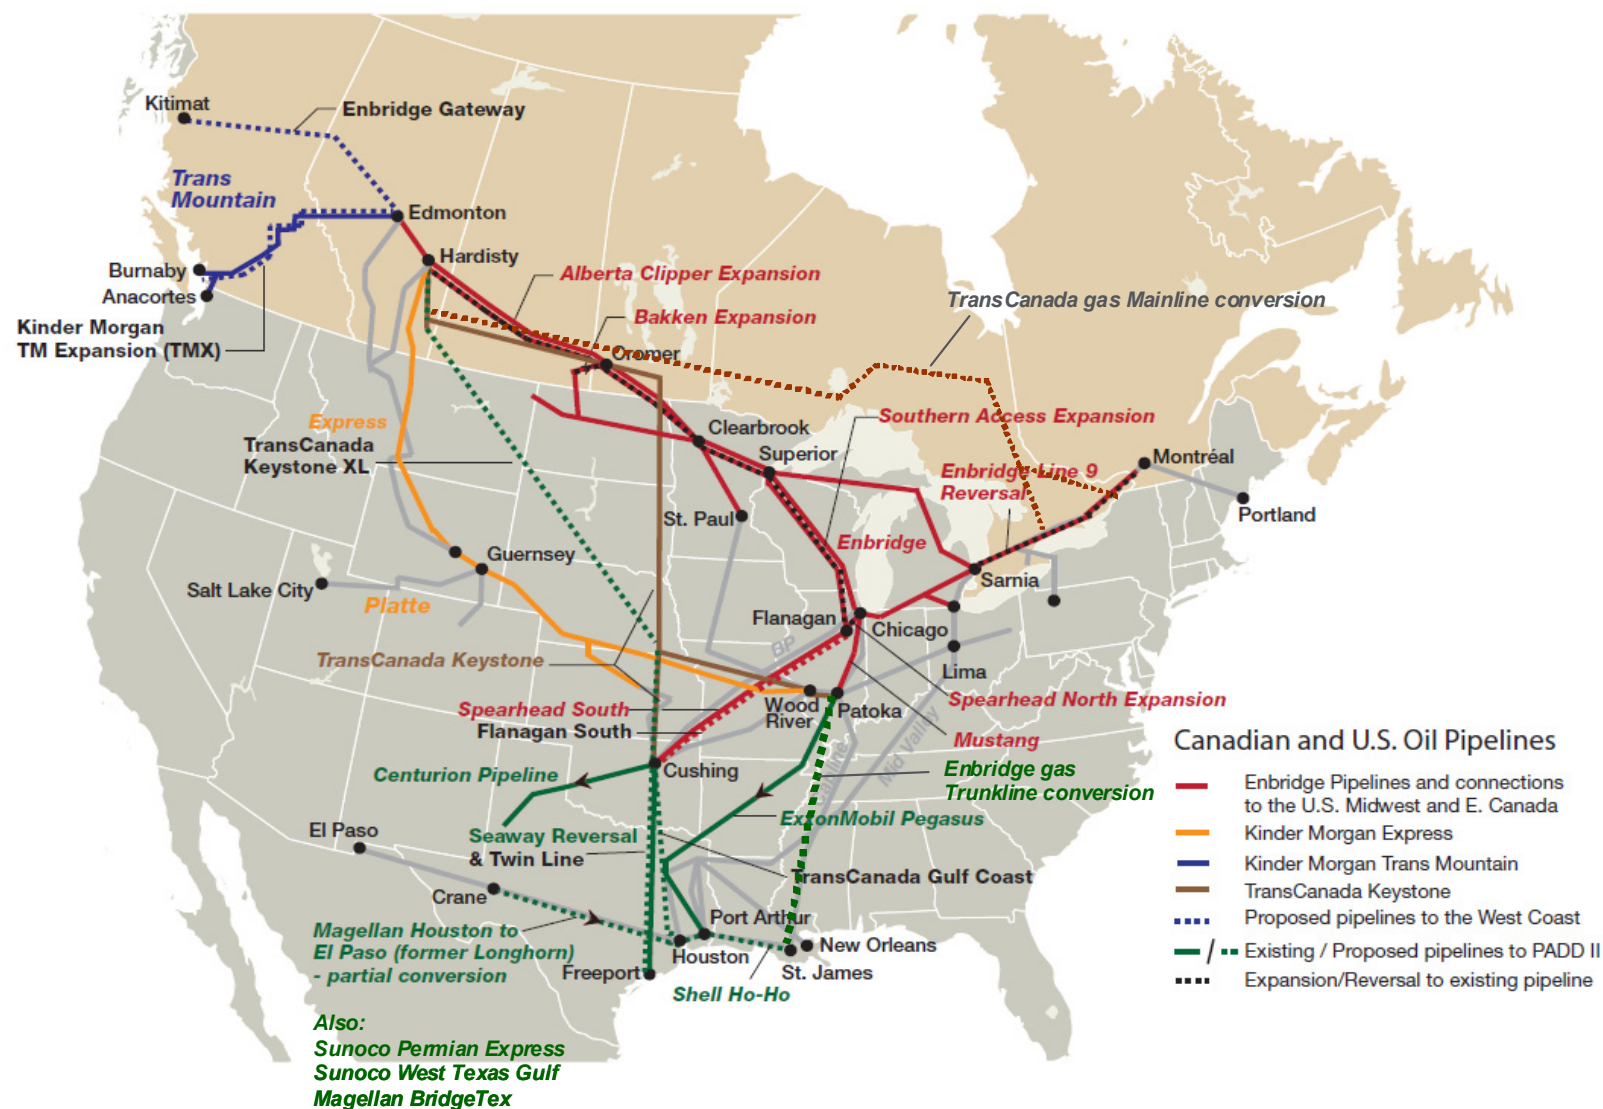 Kitimat
Enbridge Gateway
Trans
Mountain
Edmonton
Hardisty
Burnaby
Anacortes
Alberta Clipper Expansion
TransCanada gas Mainline conversion
Bakken Expansion
Kinder Morgan
TM Expansion (TMX)
Cromer
Express
TransCanada
Keystone XL
Clearbrook
Southern Access Expansion
Superior
Enbridge Line 9
Reversal
Montréal
St. Paul
Portland
Enbridge
Guernsey
Sarnia
Salt Lake City
Platte
Flanagan
Chicago
BP
TransCanada Keystone
Lima
Spearhead South
Flanagan South
Wood
River
Patoka
Spearhead North Expansion
Mustang
Mid Valley
Centurion Pipeline
Cushing
Enbridge gas
Trunkline conversion
El Paso
Seaway Reversal
& Twin Line
ExxonMobil Pegasus
TransCanada Gulf Coast
Crane
Port Arthur
Magellan Houston to
El Paso (former Longhorn)
- partial conversion
Freeport
Houston
New Orleans
St. James
Shell Ho-Ho
Also:
Sunoco Permian Express
Sunoco West Texas Gulf
Magellan BridgeTex
Canadian and U.S. Oil Pipelines
Enbridge Pipelines and connections
to the U.S. Midwest and E. Canada
Kinder Morgan Express
Kinder Morgan Trans Mountain
TransCanada Keystone
Proposed pipelines to the West Coast
/ Existing / Proposed pipelines to PADD II
Expansion/Reversal to existing pipeline